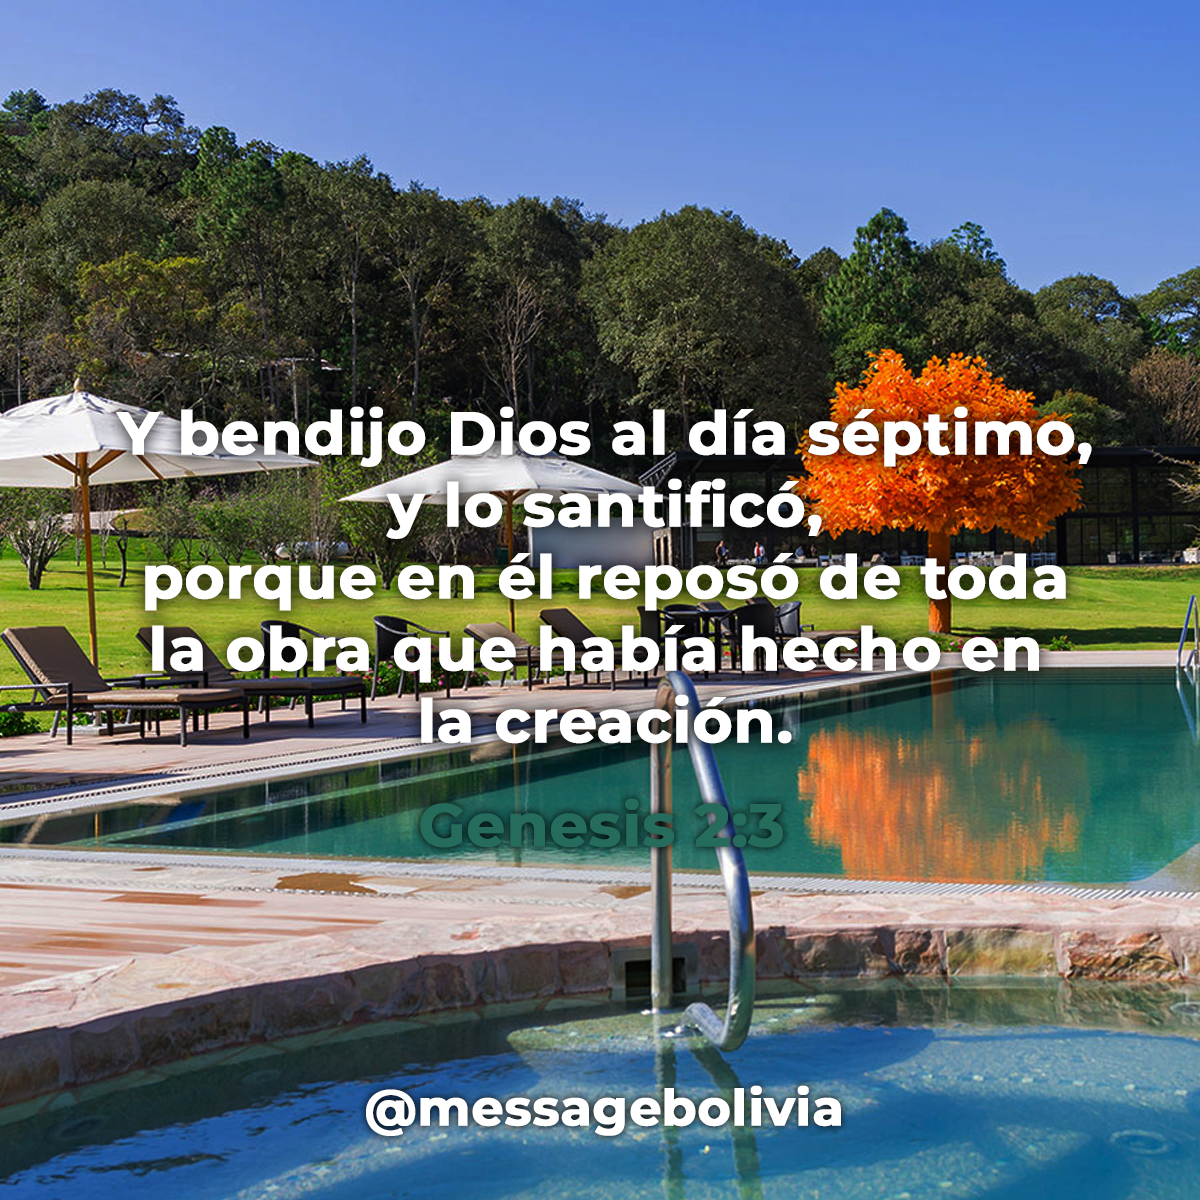 Y bendijo Dios al día séptimo,
y lo santificó,
porque en él reposó de toda
la obra que había hecho en
la creación.
Genesis 2:3
@messagebolivia